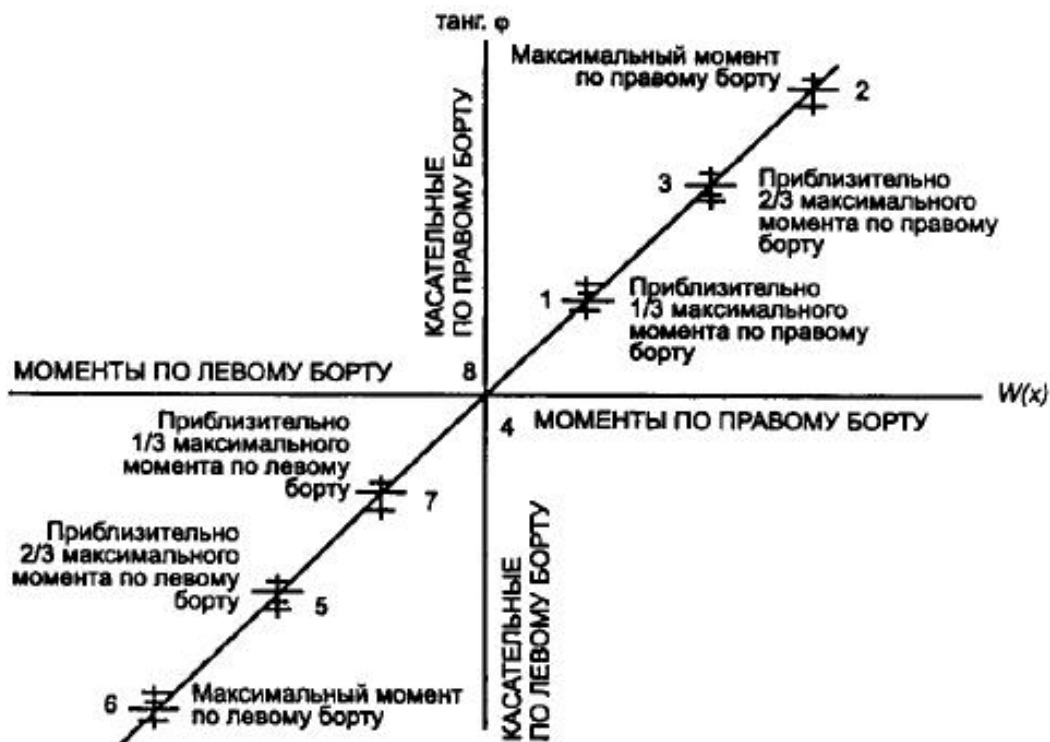 танг. φ
КАСАТЕЛЬНЫЕ
ПО ПРАВОМУ БОРТУ
Максимальный момент
по правому борту
2
3
Приблизительно
2/3 максимального
момента по правому
борту
1
Приблизительно
1/3 максимального
момента по правому
борту
МОМЕНТЫ ПО ЛЕВОМУ БОРТУ
8
W(x)
4
МОМЕНТЫ ПО ПРАВОМУ БОРТУ
Приблизительно
1/3 максимального
момента по левому
борту
7
Приблизительно
2/3 максимального
момента по левому
борту
5
КАСАТЕЛЬНЫЕ
ПО ЛЕВОМУ БОРТУ
6
Максимальный момент
по левому борту